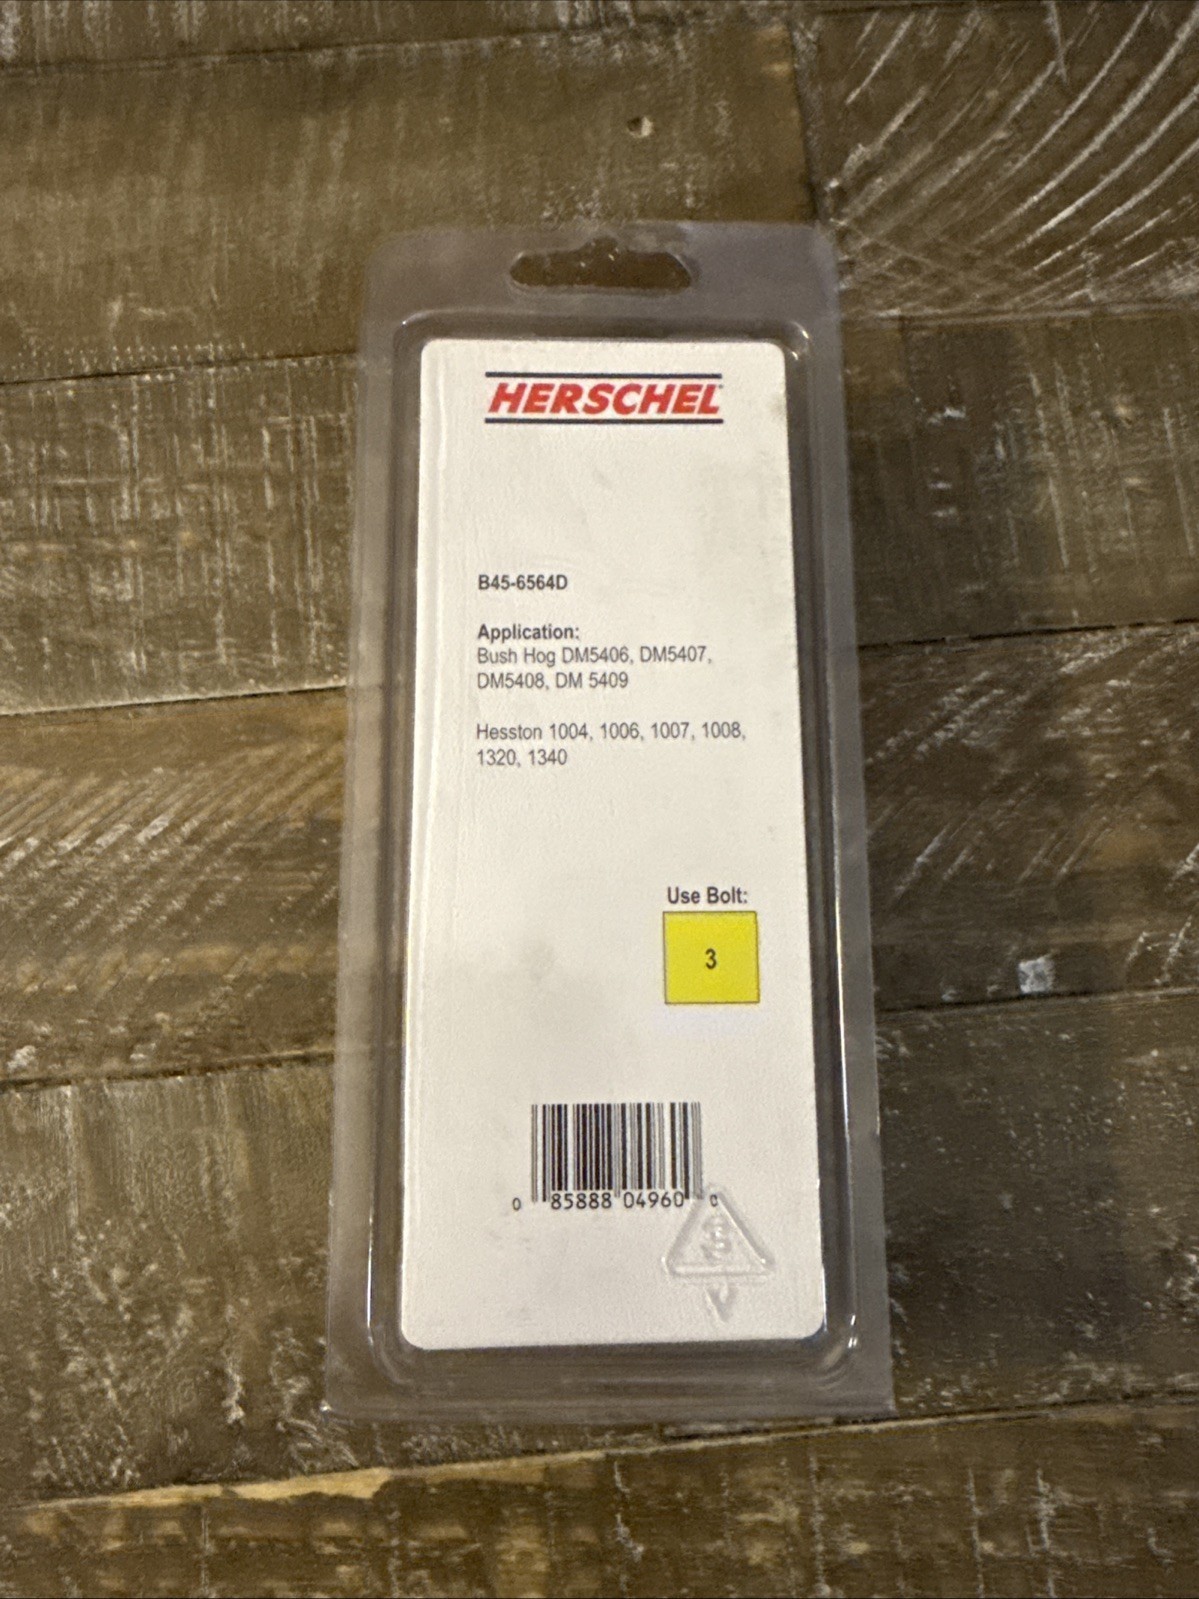 HERSCHEL
B45-6564D
Application:
Bush Hog DM5406, DM5407,
DM5408, DM 5409
Hesston 1004, 1006, 1007, 1008,
1320, 1340
Use Bolt:
3
0 85888 04960